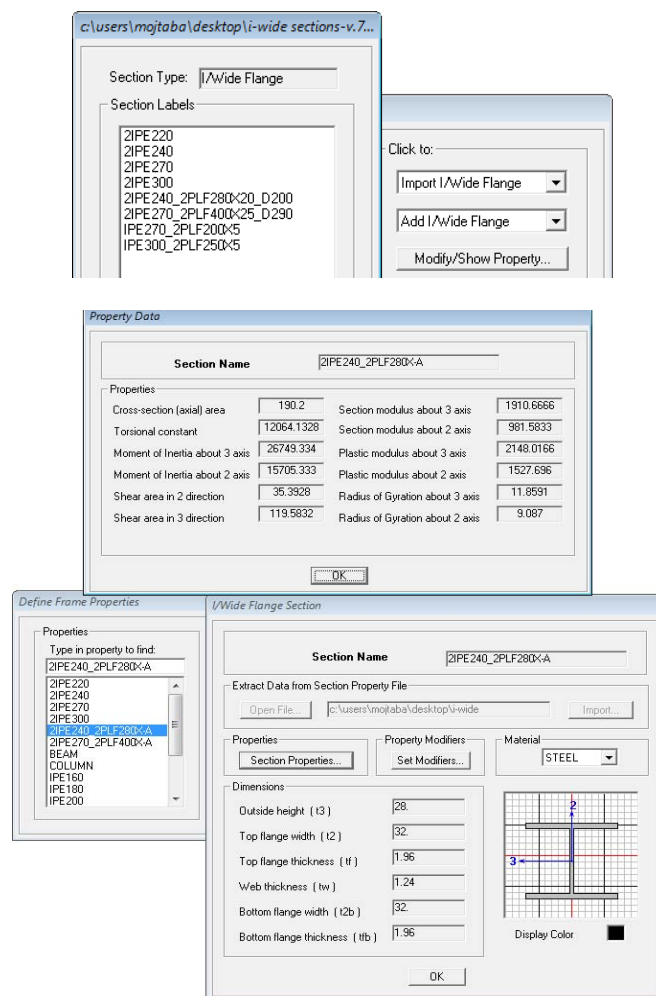 c:\users\mojtaba\desktop\i-wide sections-v.7...
Section Type: I/Wide Flange
Section Labels
2IPE220
2IPE240
2IPE270
2IPE300
2IPE240_2PLF280X20_D200
2IPE270_2PLF400X25_D290
IPE270_2PLF200X5
IPE300_2PLF250X5
Click to:
Import I/Wide Flange
Add I/Wide Flange
Modify/Show Property...
Property Data
Section Name 2IPE240_2PLF280X-A
Properties
Cross-section (axial) area 190.2 Section modulus about 3 axis 1910.6666
Torsional constant 12064.1328 Section modulus about 2 axis 981.5833
Moment of Inertia about 3 axis 26749.334 Plastic modulus about 3 axis 2148.0166
Moment of Inertia about 2 axis 15705.333 Plastic modulus about 2 axis 1527.696
Shear area in 2 direction 35.3928 Radius of Gyration about 3 axis 11.8591
Shear area in 3 direction 119.5832 Radius of Gyration about 2 axis 9.087
OK
Define Frame Properties
Properties
Type in property to find:
2IPE240_2PLF280X-A
2IPE220
2IPE240
2IPE270
2IPE300
2IPE240_2PLF280X-A
2IPE270_2PLF400X-A
BEAM
COLUMN
IPE160
IPE180
IPE200
I/Wide Flange Section
Section Name 2IPE240_2PLF280X-A
Extract Data from Section Property File
Open File... c:\users\mojtaba\desktop\i-wide Import...
Properties Property Modifiers Material
Section Properties... Set Modifiers... STEEL
Dimensions
Outside height ( t3 ) 28.
Top flange width ( t2 ) 32.
Top flange thickness ( tf ) 1.96
Web thickness ( tw ) 1.24
Bottom flange width ( t2b ) 32.
Bottom flange thickness ( tfb ) 1.96
2
3
Display Color
OK